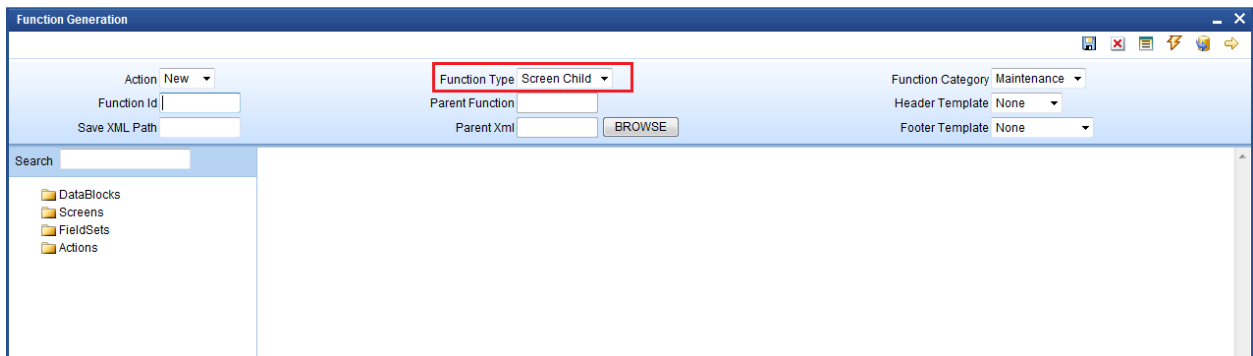 Function Generation
Action New Function Type Screen Child Function Category Maintenance
Function Id Parent Function Header Template None
Save XML Path Parent Xml BROWSE Footer Template None
Search
DataBlocks
Screens
FieldSets
Actions